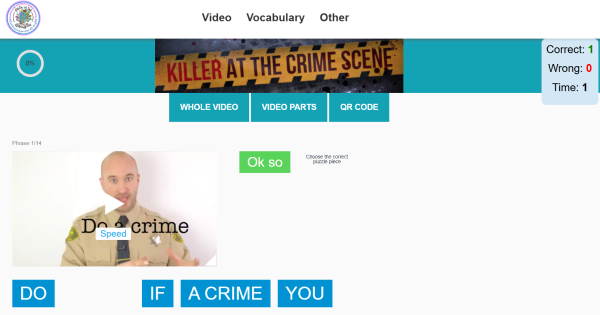 Video Vocabulary Other
Correct: 1
Wrong: 0
Time: 1
0%
KILLER AT THE CRIME SCENE
WHOLE VIDEO VIDEO PARTS QR CODE
Phrase 1/14
Ok so
Choose the correct
puzzle piece
Do a crime
Speed
DO IF A CRIME YOU